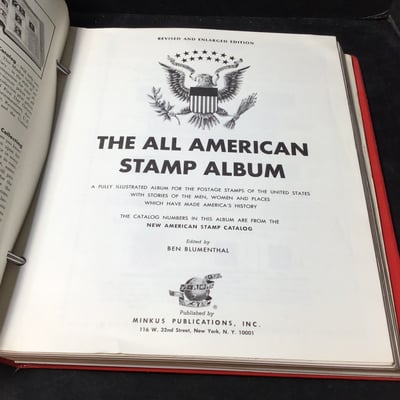 Catalog
Collecting
REVISED AND ENLARGED EDITION
THE ALL AMERICAN
STAMP ALBUM
A FULLY ILLUSTRATED ALBUM FOR THE POSTAGE STAMPS OF THE UNITED STATES
WITH STORIES OF THE MEN, WOMEN AND PLACES
WHICH HAVE MADE AMERICA'S HISTORY
THE CATALOG NUMBERS IN THIS ALBUM ARE FROM THE
NEW AMERICAN STAMP CATALOG
Edited by
BEN BLUMENTHAL
®
Published by
MINKUS PUBLICATIONS, INC.
116 W. 32nd Street, New York, N. Y. 10001